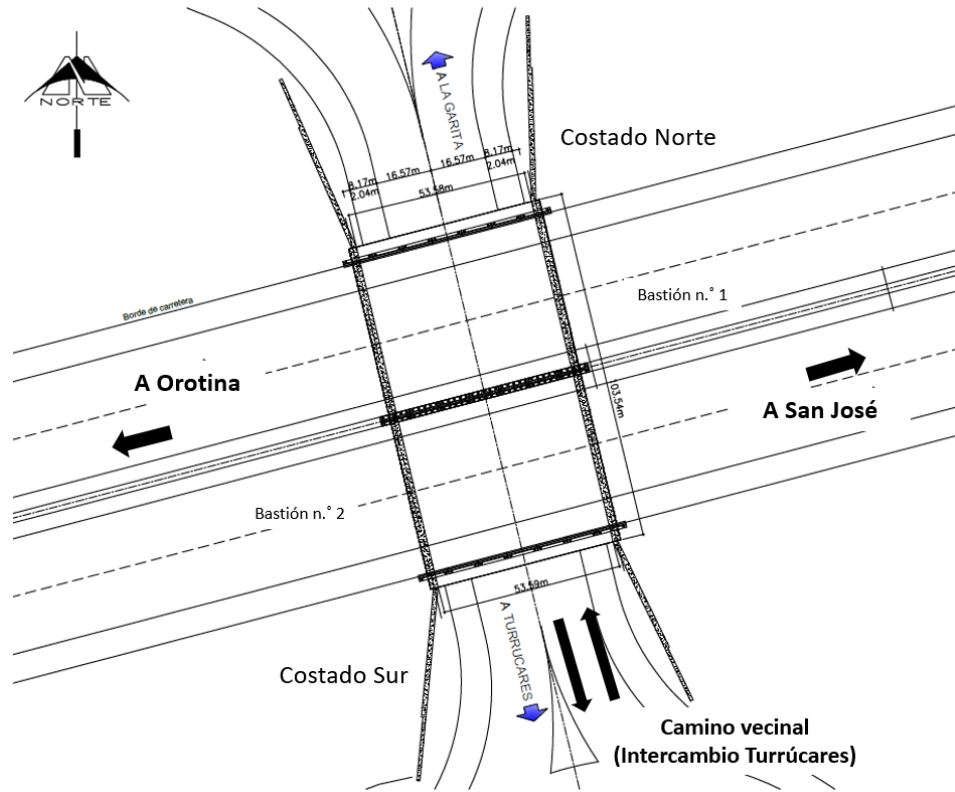 NORTE
A LA GARITA
Costado Norte
8.17m
16.57m
16.57m
8.17m
2.04m
2.04m
53.58m
Borde de carretera
Bastión n.° 1
A Orotina
103.54m
A San José
Bastión n.° 2
53.59m
A TURRUCARES
Costado Sur
Camino vecinal
(Intercambio Turrúcares)